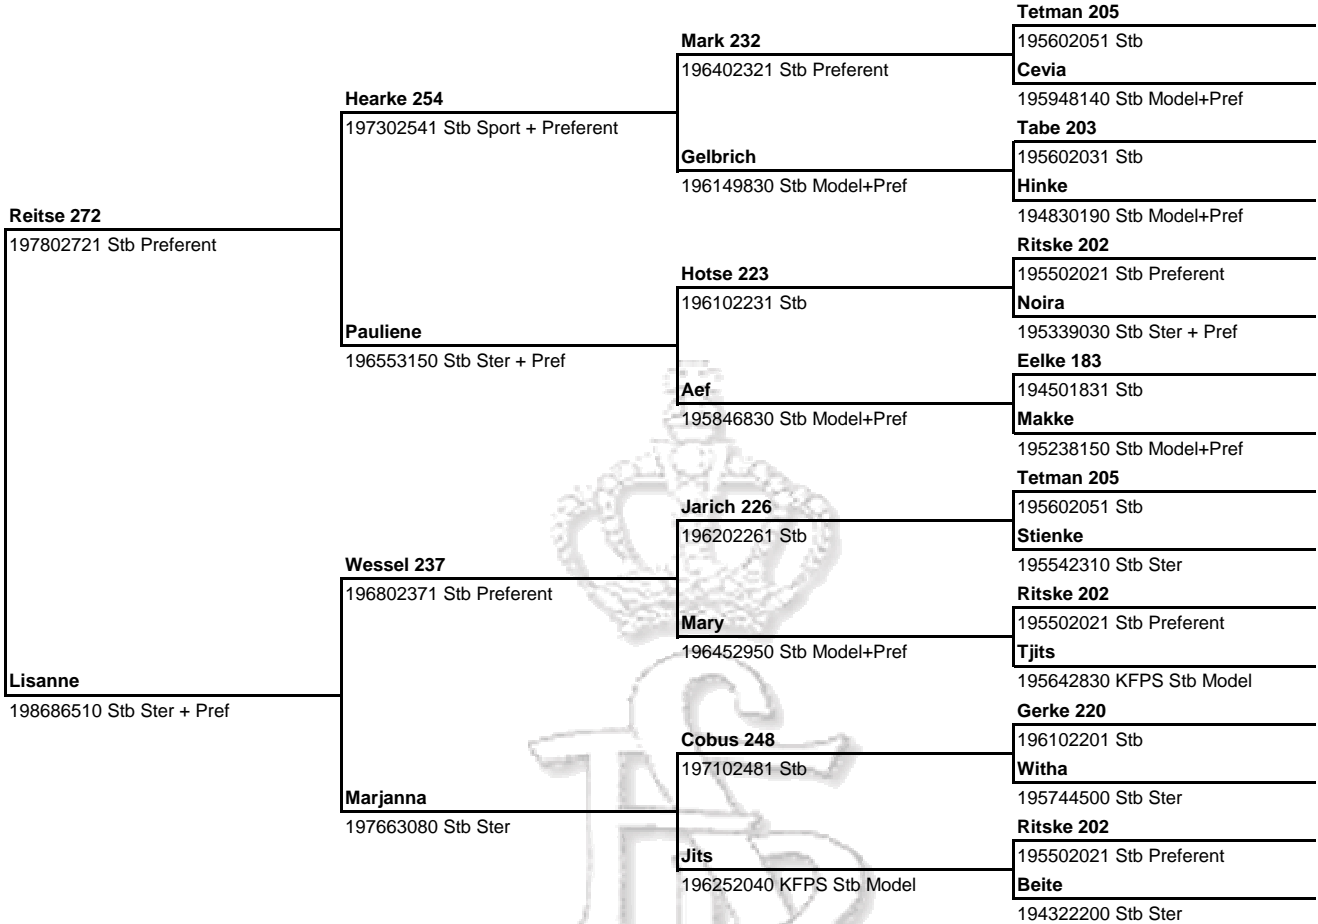 Tetman 205
Mark 232
195602051 Stb
196402321 Stb Preferent
Cevia
Hearke 254
195948140 Stb Model+Pref
197302541 Stb Sport + Preferent
Tabe 203
Gelbrich
195602031 Stb
196149830 Stb Model+Pref
Hinke
Reitse 272
194830190 Stb Model+Pref
197802721 Stb Preferent
Ritske 202
Hotse 223
195502021 Stb Preferent
196102231 Stb
Noira
Pauliene
195339030 Stb Ster + Pref
196553150 Stb Ster + Pref
Eelke 183
Aef
194501831 Stb
195846830 Stb Model+Pref
Makke
195238150 Stb Model+Pref
Tetman 205
Jarich 226
195602051 Stb
196202261 Stb
Stienke
Wessel 237
195542310 Stb Ster
196802371 Stb Preferent
Ritske 202
Mary
195502021 Stb Preferent
196452950 Stb Model+Pref
Tjits
Lisanne
195642830 KFPS Stb Model
198686510 Stb Ster + Pref
Gerke 220
Cobus 248
196102201 Stb
197102481 Stb
Witha
Marjanna
195744500 Stb Ster
197663080 Stb Ster
Ritske 202
Jits
195502021 Stb Preferent
196252040 KFPS Stb Model
Beite
194322200 Stb Ster